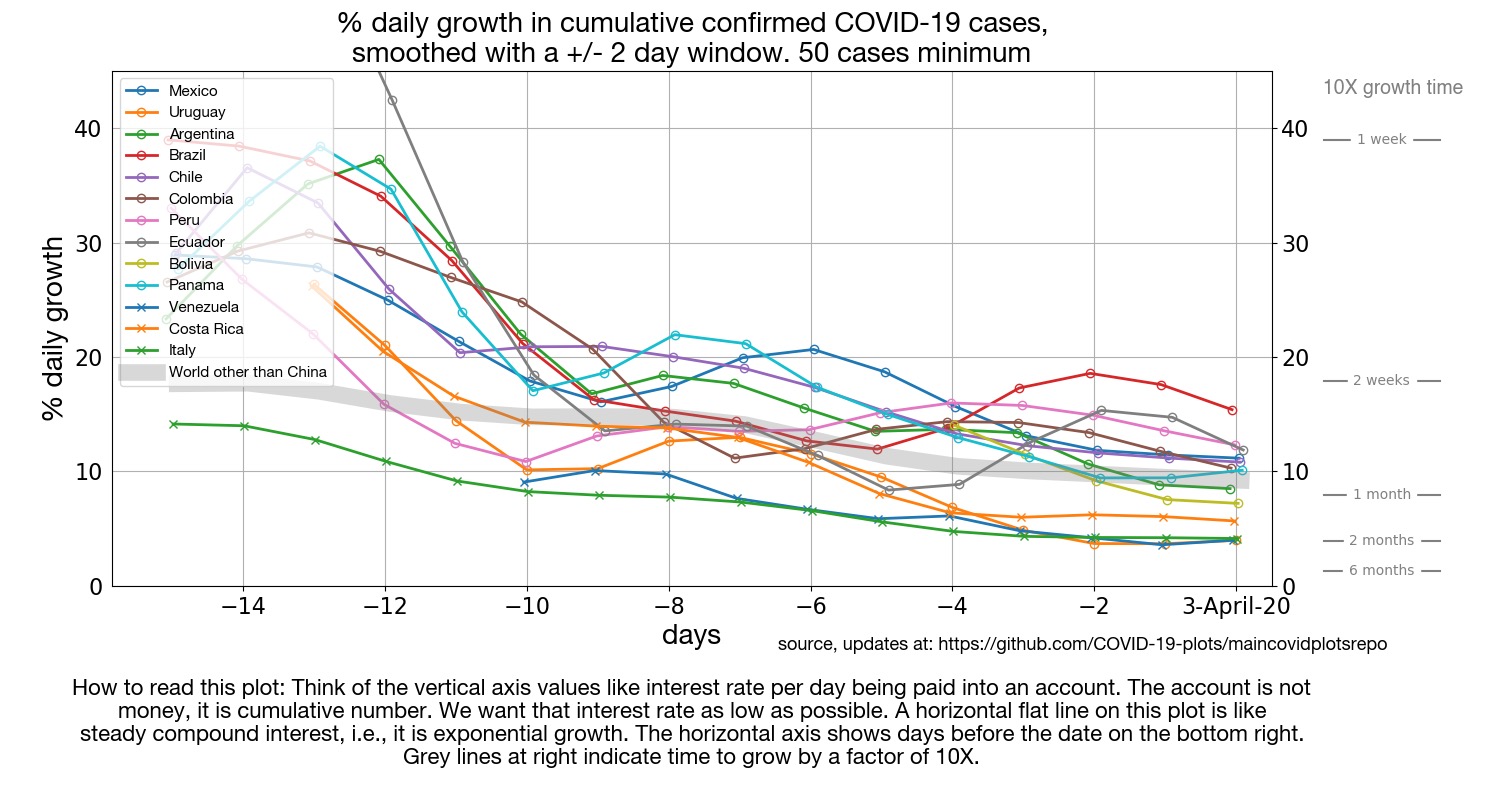 % daily growth in cumulative confirmed COVID-19 cases,
smoothed with a +/- 2 day window. 50 cases minimum
10X growth time
1 week
2 weeks
1 month
2 months
6 months
% daily growth
40
30
20
10
0
Mexico
Uruguay
Argentina
Brazil
Chile
Colombia
Peru
Ecuador
Bolivia
Panama
Venezuela
Costa Rica
Italy
World other than China
40
30
20
10
0
−14 −12 −10 −8 −6 −4 −2 3-April-20
days
source, updates at: https://github.com/COVID-19-plots/maincovidplotsrepo
How to read this plot: Think of the vertical axis values like interest rate per day being paid into an account. The account is not
money, it is cumulative number. We want that interest rate as low as possible. A horizontal flat line on this plot is like
steady compound interest, i.e., it is exponential growth. The horizontal axis shows days before the date on the bottom right.
Grey lines at right indicate time to grow by a factor of 10X.